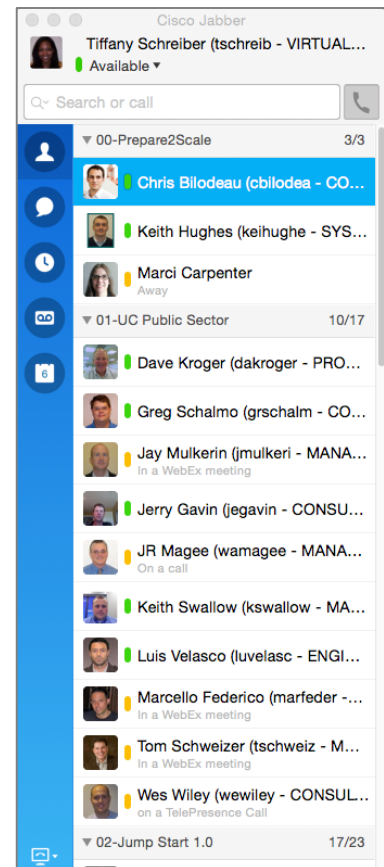 Cisco Jabber
Tiffany Schreiber (tschreib - VIRTUAL...
Available
Search or call
00-Prepare2Scale 3/3
Chris Bilodeau (cbilodea - CO...
Keith Hughes (keihughe - SYS...
Marci Carpenter
Away
01-UC Public Sector 10/17
Dave Kroger (dakroger - PRO...
6
Greg Schalmo (grschalm - CO...
Jay Mulkerin (jmulkeri - MANA...
In a WebEx meeting
Jerry Gavin (jegavin - CONSU...
JR Magee (wamagee - MANA...
On a call
Keith Swallow (kswallow - MA...
Luis Velasco (luvelasc - ENGI...
Marcello Federico (marfeder -...
In a WebEx meeting
Tom Schweizer (tschweiz - M...
In a WebEx meeting
Wes Wiley (wewiley - CONSUL...
on a TelePresence Call
02-Jump Start 1.0 17/23